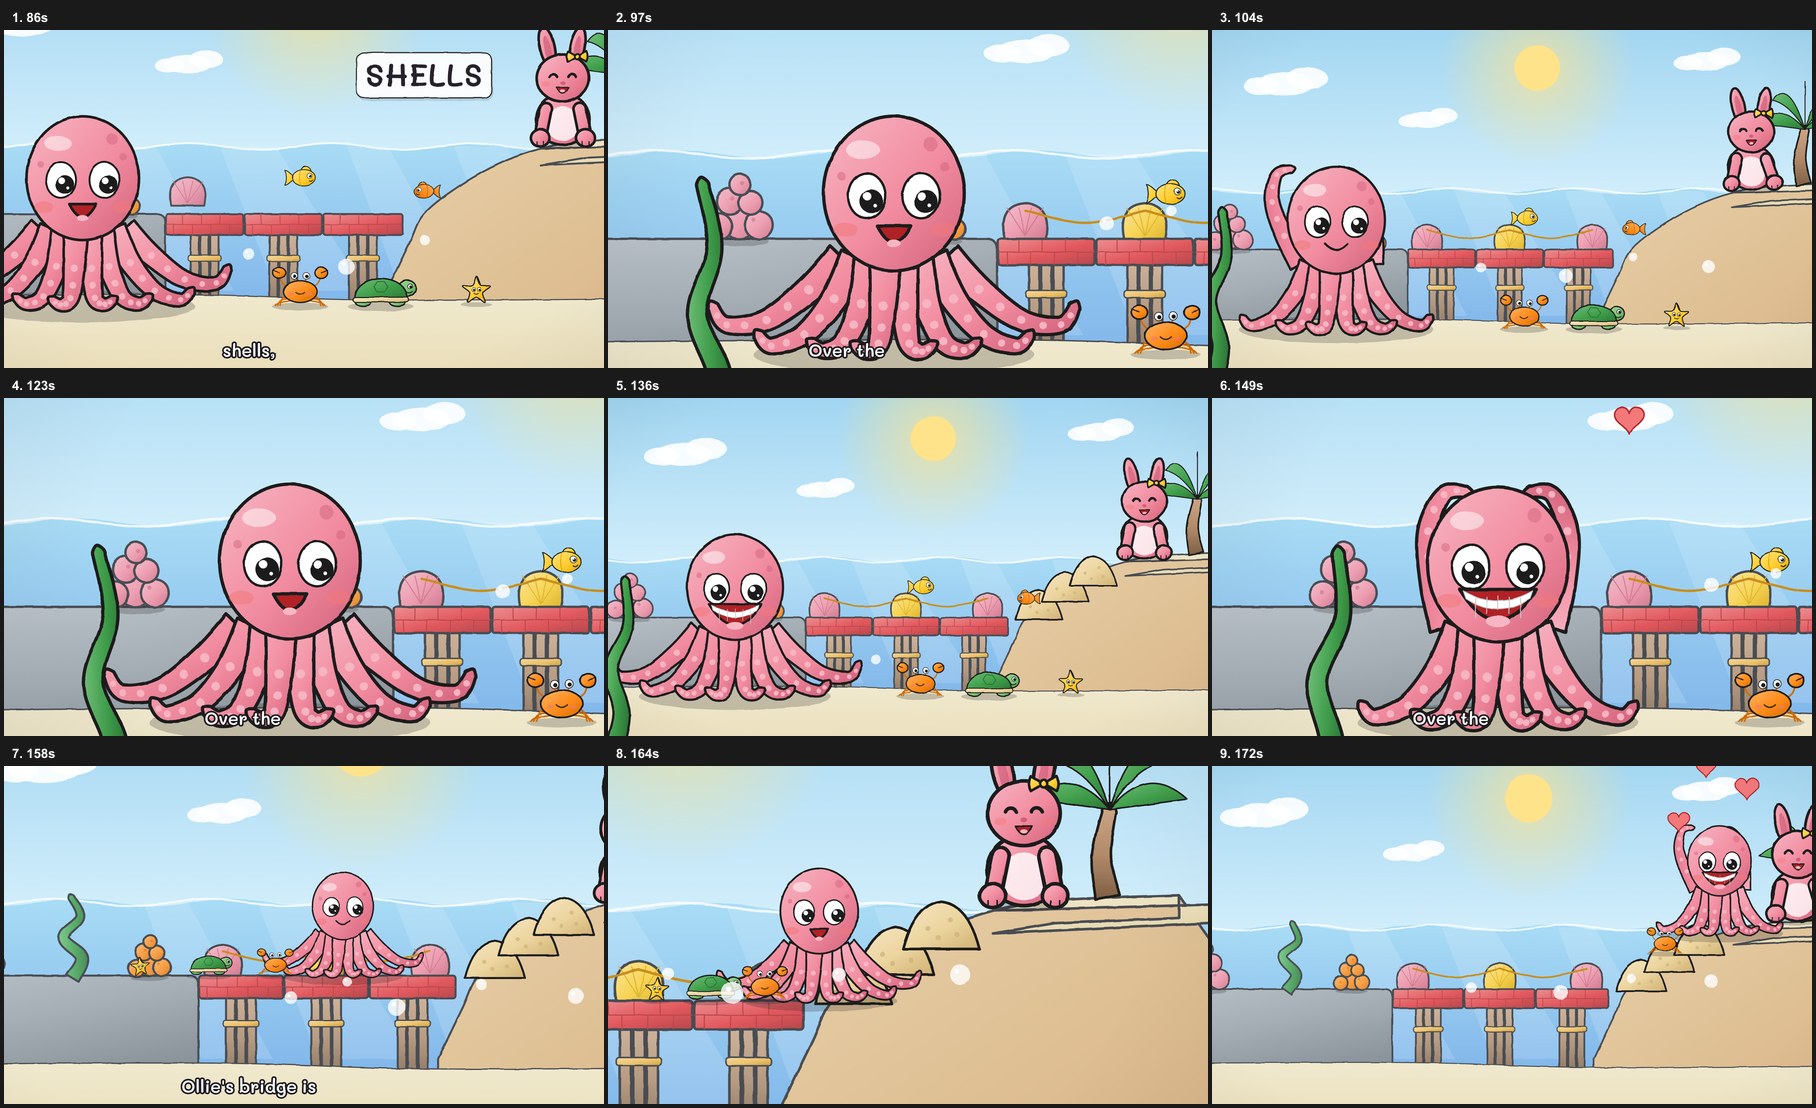 1. 86s
SHELLS
shells,
2. 97s
Over the
3. 104s
4. 123s
Over the
5. 136s
6. 149s
Over the
7. 158s
Ollie's bridge is
8. 164s
9. 172s